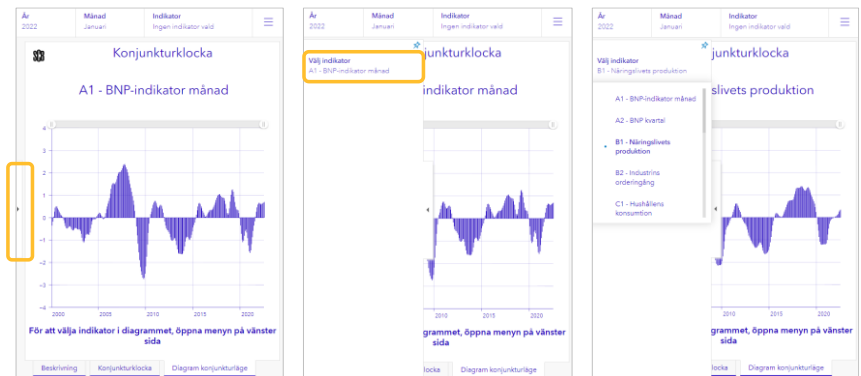 År
2022
Månad
Januari
Indikator
Ingen indikator vald
Konjunkturklocka
A1 - BNP-indikator månad
4
3
2
1
0
−1
−2
−3
−4
2000
2005
2010
2015
2020
För att välja indikator i diagrammet, öppna menyn på vänster
sida
Beskrivning
Konjunkturklocka
Diagram konjunkturläge
År
2022
Månad
Januari
Indikator
Ingen indikator vald
Välj indikator
A1 - BNP-indikator månad
junkturklocka
indikator månad
2010
2015
2020
grammet, öppna menyn på vänster
sida
locka
Diagram konjunkturläge
År
2022
Månad
Januari
Indikator
Ingen indikator vald
Välj indikator
B1 - Näringslivets produktion
junkturklocka
slivets produktion
A1 - BNP-indikator månad
A2 - BNP kvartal
B1 - Näringslivets
produktion
B2 - Industrins
orderingång
C1 - Hushållens
konsumtion
2010
2015
2020
grammet, öppna menyn på vänster
sida
locka
Diagram konjunkturläge